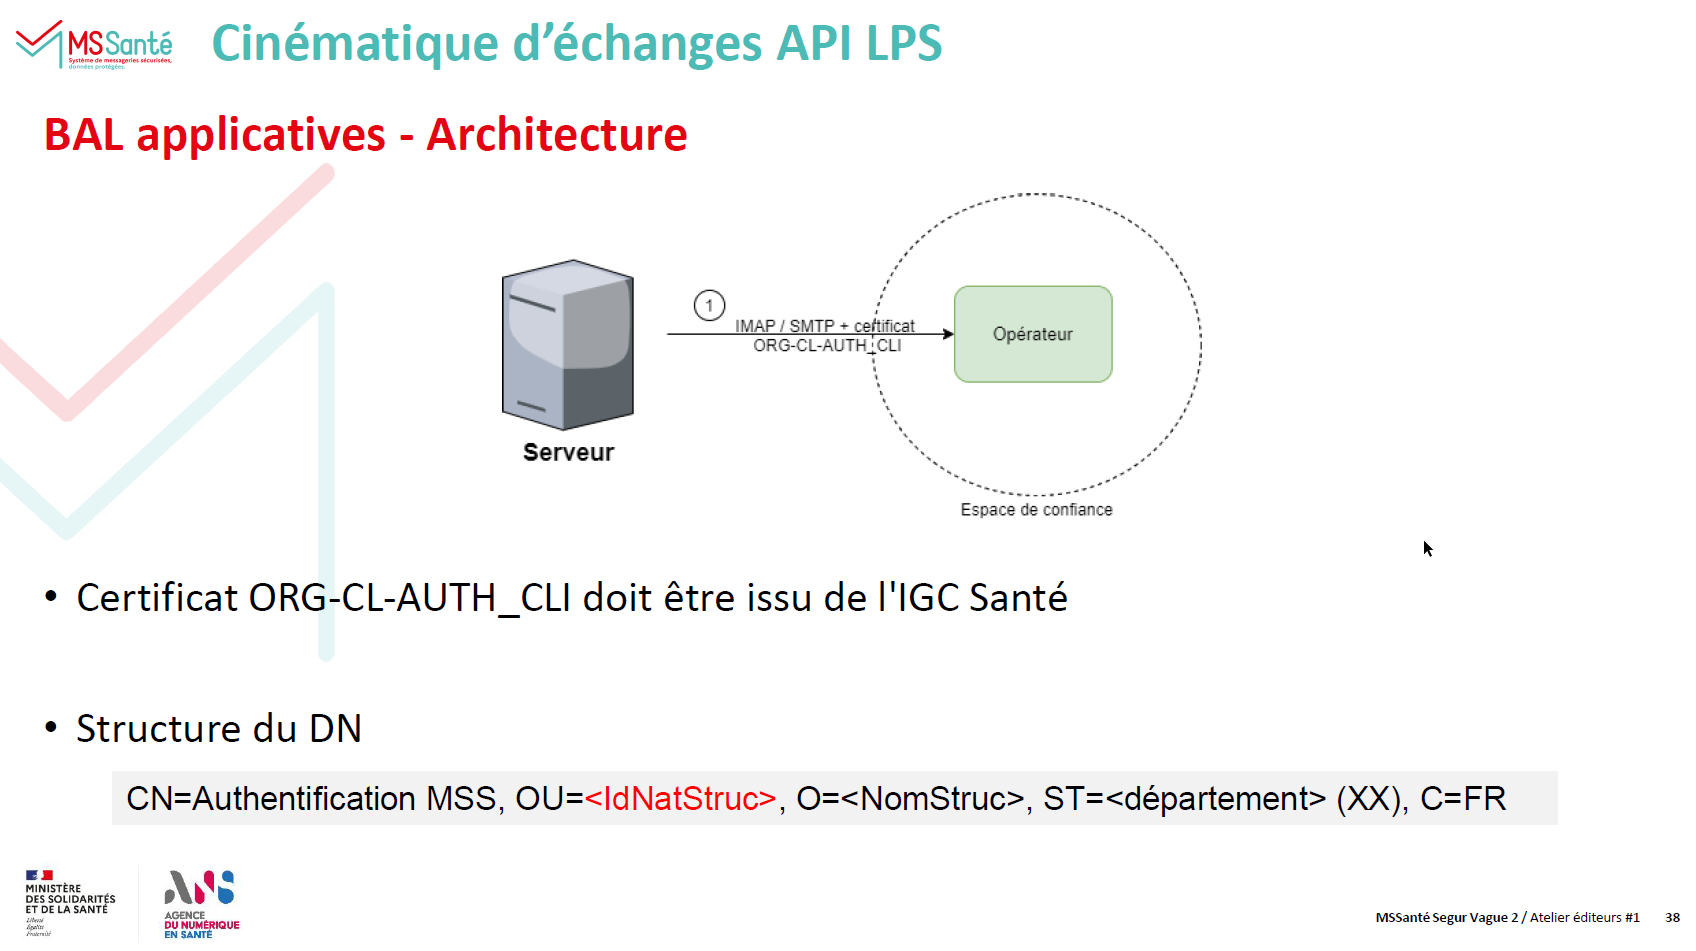 MSSanté
Système de messageries sécurisées,
données protégées.
Cinématique d’échanges API LPS
BAL applicatives - Architecture
1
IMAP / SMTP + certificat
ORG-CL-AUTH_CLI
Opérateur
Serveur
Espace de confiance
• Certificat ORG-CL-AUTH_CLI doit être issu de l'IGC Santé
• Structure du DN
CN=Authentification MSS, OU=<IdNatStruc>, O=<NomStruc>, ST=<département> (XX), C=FR
MINISTÈRE
DES SOLIDARITÉS
ET DE LA SANTÉ
Liberté
Égalité
Fraternité
ANS
AGENCE
DU NUMÉRIQUE
EN SANTÉ
MSSanté Segur Vague 2 / Atelier éditeurs #1 38